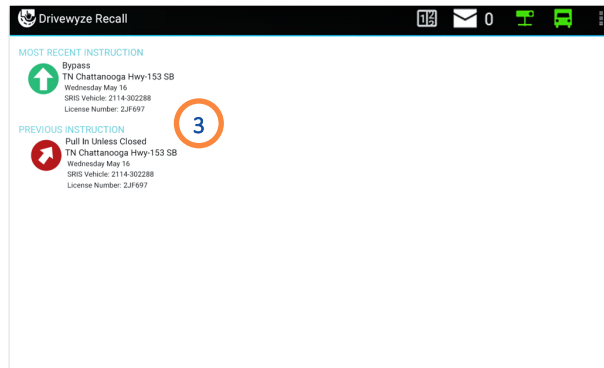 Drivewyze Recall
0
MOST RECENT INSTRUCTION
Bypass
TN Chattanooga Hwy-153 SB
Wednesday May 16
SRIS Vehicle: 2114-302288
License Number: 2JF697
3
PREVIOUS INSTRUCTION
Pull In Unless Closed
TN Chattanooga Hwy-153 SB
Wednesday May 16
SRIS Vehicle: 2114-302288
License Number: 2JF697